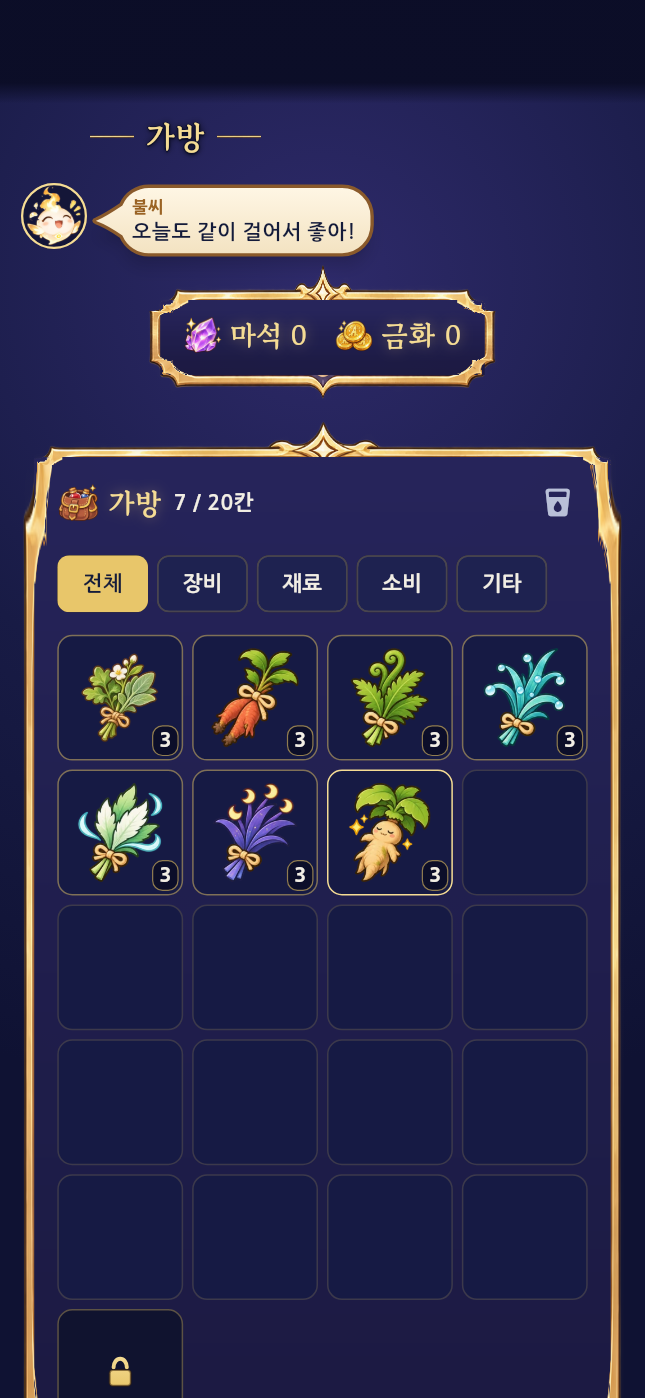 가방
불씨
오늘도 같이 걸어서 좋아!
마석 0 금화 0
가방 7 / 20칸
전체 장비 재료 소비 기타
3 3 3 3
3 3 3